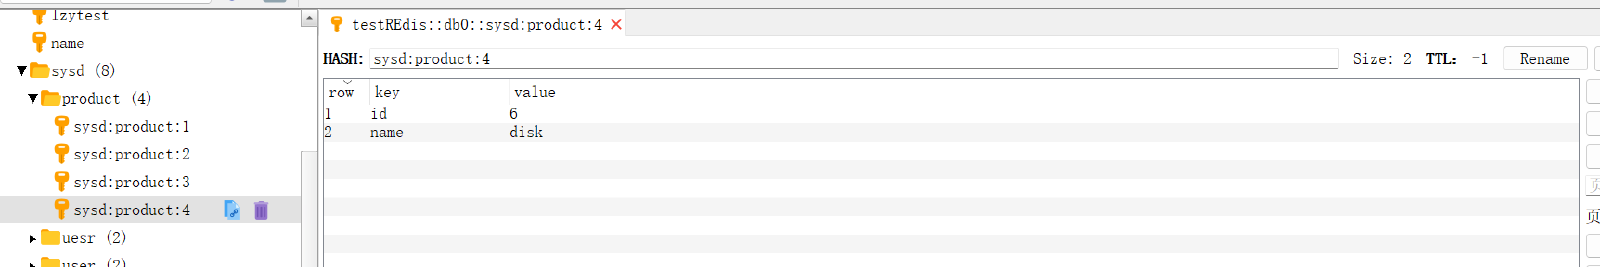 lzytest
name
sysd (8)
product (4)
sysd:product:1
sysd:product:2
sysd:product:3
sysd:product:4
uesr (2)
user (2)
testREdis::db0::sysd:product:4
HASH: sysd:product:4 Size: 2 TTL: -1 Rename
row key value
1 id 6
2 name disk
页
页